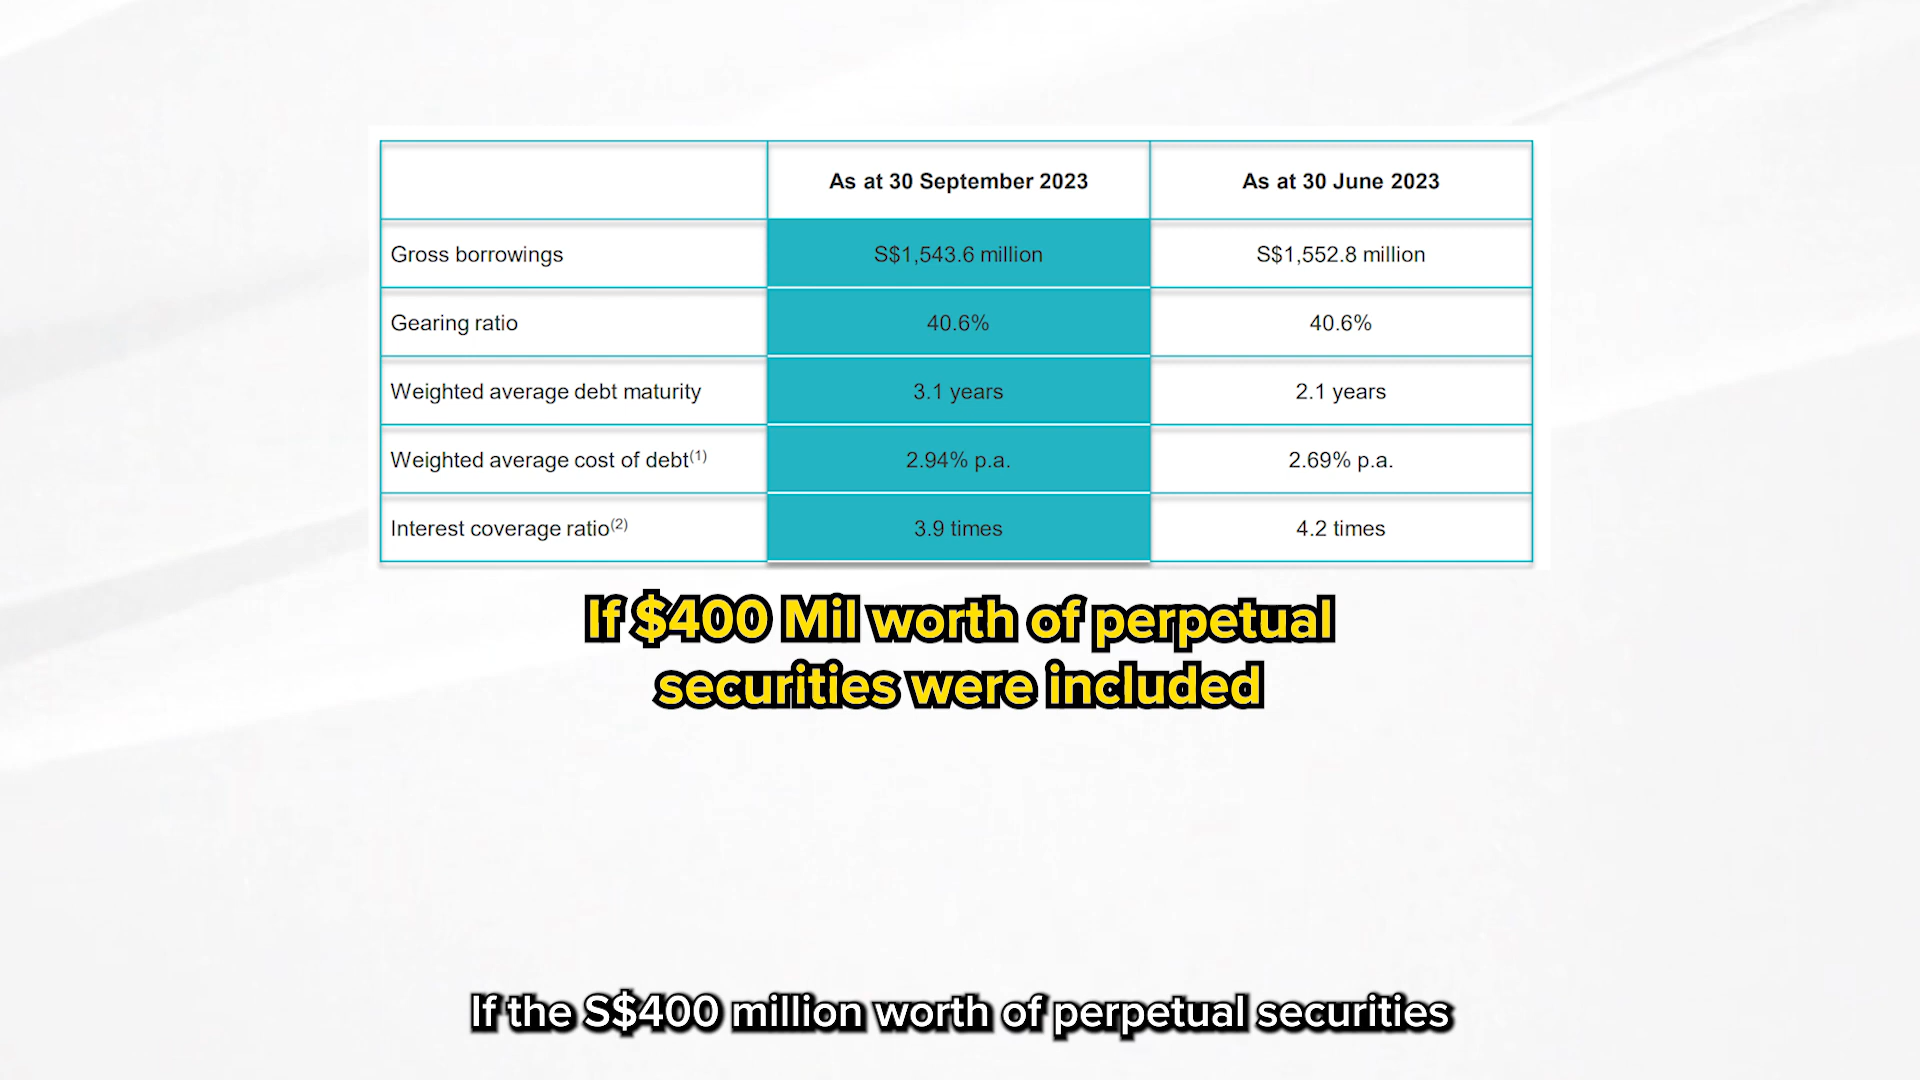 As at 30 September 2023 As at 30 June 2023
Gross borrowings S$1,543.6 million S$1,552.8 million
Gearing ratio 40.6% 40.6%
Weighted average debt maturity 3.1 years 2.1 years
Weighted average cost of debt(1) 2.94% p.a. 2.69% p.a.
Interest coverage ratio(2) 3.9 times 4.2 times
If $400 Mil worth of perpetual
securities were included
If the S$400 million worth of perpetual securities